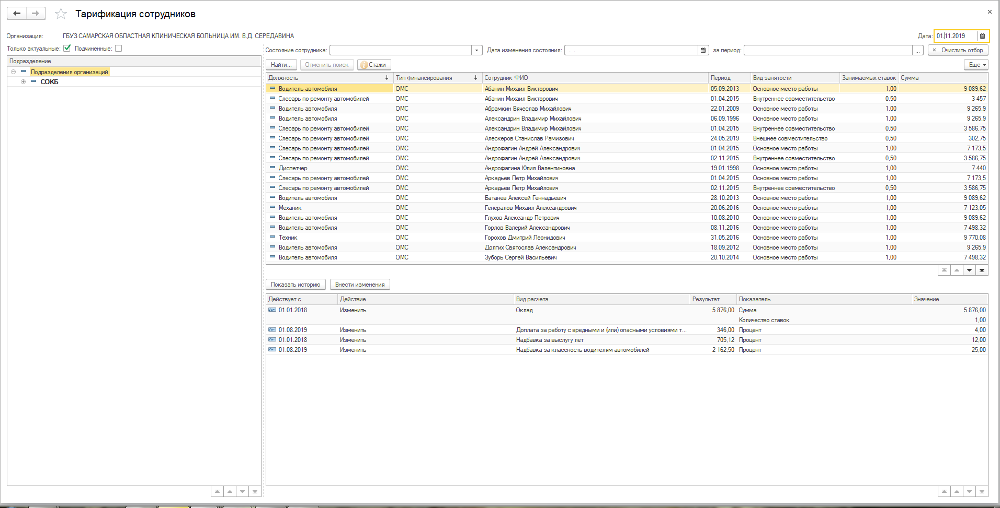 Тарификация сотрудников
Организация: ГБУЗ САМАРСКАЯ ОБЛАСТНАЯ КЛИНИЧЕСКАЯ БОЛЬНИЦА ИМ. В.Д. СЕРЕДАВИНА Дата: 01.11.2019
Только актуальные: Подчиненные:
Состояние сотрудника: Дата изменения состояния: . . за период: ... × Очистить отбор
Подразделение
Подразделения организаций
СОКБ
Найти... Отменить поиск i Стажи Еще
Должность Тип финансирования Сотрудник ФИО Период Вид занятости Занимаемых ставок Сумма
Водитель автомобиля ОМС Абанин Михаил Викторович 05.09.2013 Основное место работы 1,00 9 089,62
Слесарь по ремонту автомобилей ОМС Абанин Михаил Викторович 01.04.2015 Внутреннее совместительство 0,50 3 457
Водитель автомобиля ОМС Абрамкин Вячеслав Михайлович 22.01.2009 Основное место работы 1,00 9 265,9
Водитель автомобиля ОМС Александрин Владимир Михайлович 06.09.1996 Основное место работы 1,00 9 265,9
Слесарь по ремонту автомобилей ОМС Александрин Владимир Михайлович 01.04.2015 Внутреннее совместительство 0,50 3 586,75
Слесарь по ремонту автомобилей ОМС Алескеров Станислав Рамизович 24.05.2019 Внешнее совместительство 0,50 302,75
Слесарь по ремонту автомобилей ОМС Андрофагин Андрей Александрович 01.04.2015 Основное место работы 1,00 7 173,5
Слесарь по ремонту автомобилей ОМС Андрофагин Андрей Александрович 02.11.2015 Внутреннее совместительство 0,50 3 586,75
Диспетчер ОМС Андрофагина Юлия Валентиновна 19.01.1998 Основное место работы 1,00 7 440
Слесарь по ремонту автомобилей ОМС Аркадьев Петр Михайлович 01.04.2015 Основное место работы 1,00 7 173,5
Слесарь по ремонту автомобилей ОМС Аркадьев Петр Михайлович 02.11.2015 Внутреннее совместительство 0,50 3 586,75
Водитель автомобиля ОМС Батанев Алексей Геннадьевич 28.10.2013 Основное место работы 1,00 9 089,62
Механик ОМС Генералов Михаил Александрович 20.06.2016 Основное место работы 1,00 7 123,05
Водитель автомобиля ОМС Глухов Александр Петрович 10.08.2010 Основное место работы 1,00 9 089,62
Водитель автомобиля ОМС Горлов Валерий Александрович 08.11.2016 Основное место работы 1,00 7 498,32
Техник ОМС Горохов Дмитрий Леонидович 31.05.2016 Основное место работы 1,00 9 770,08
Водитель автомобиля ОМС Долгих Святослав Александрович 18.09.2012 Основное место работы 1,00 9 265,9
Водитель автомобиля ОМС Зуборь Сергей Васильевич 20.10.2014 Основное место работы 1,00 7 498,32
Показать историю Внести изменения
Действует с Действие Вид расчета Результат Показатель Значение
01.01.2018 Изменить Оклад 5 876,00 Сумма 5 876,00
Количество ставок 1,00
01.08.2019 Изменить Доплата за работу с вредными и (или) опасными условиями т... 346,00 Процент 4,00
01.01.2018 Изменить Надбавка за выслугу лет 705,12 Процент 12,00
01.08.2019 Изменить Надбавка за классность водителям автомобилей 2 162,50 Процент 25,00